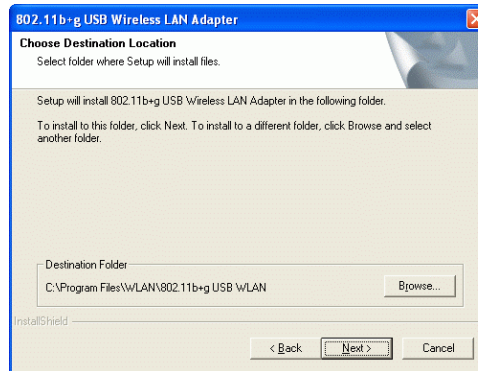 802.11b+g USB Wireless LAN Adapter
Choose Destination Location
Select folder where Setup will install files.
Setup will install 802.11b+g USB Wireless LAN Adapter in the following folder.
To install to this folder, click Next. To install to a different folder, click Browse and select
another folder.
Destination Folder
C:\Program Files\WLAN\802.11b+g USB WLAN
Browse...
InstallShield
< Back
Next >
Cancel